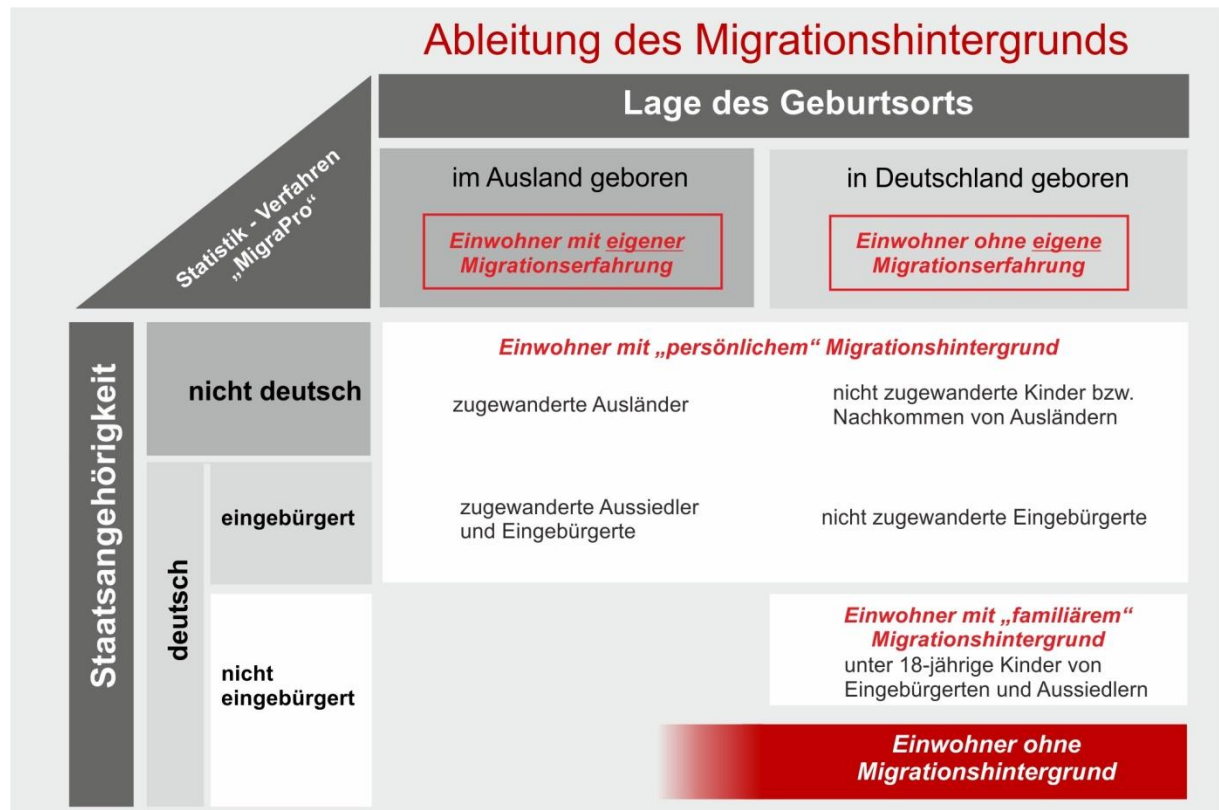 Ableitung des Migrationshintergrunds
Lage des Geburtsorts
Statistik - Verfahren
„MigraPro“
im Ausland geboren
Einwohner mit eigener
Migrationserfahrung
in Deutschland geboren
Einwohner ohne eigene
Migrationserfahrung
Staatsangehörigkeit
nicht deutsch
Einwohner mit „persönlichem“ Migrationshintergrund
zugewanderte Ausländer
nicht zugewanderte Kinder bzw.
Nachkommen von Ausländern
deutsch
eingebürgert
zugewanderte Aussiedler
und Eingebürgerte
nicht zugewanderte Eingebürgerte
nicht
eingebürgert
Einwohner mit „familiärem“
Migrationshintergrund
unter 18-jährige Kinder von
Eingebürgerten und Aussiedlern
Einwohner ohne
Migrationshintergrund